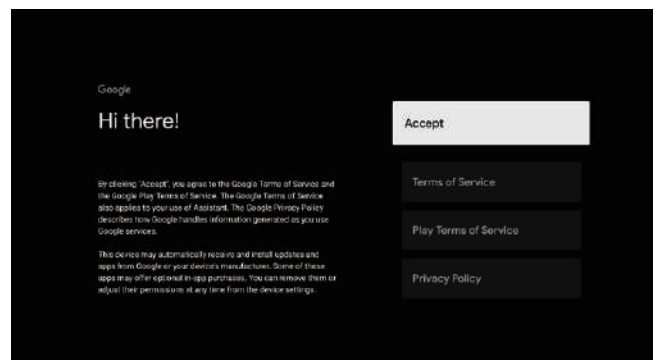 Google
Hi there!
By clicking "Accept", you agree to the Google Terms of Service and
the Google Play Terms of Service. The Google Terms of Service
also applies to your use of Assistant. The Google Privacy Policy
describes how Google handles information generated as you use
Google services.
This device may automatically receive and install updates and
apps from Google or your device's manufacturer. Some of these
apps may offer optional in-app purchases. You can remove them or
adjust their permissions at any time from the device settings.
Accept
Terms of Service
Play Terms of Service
Privacy Policy